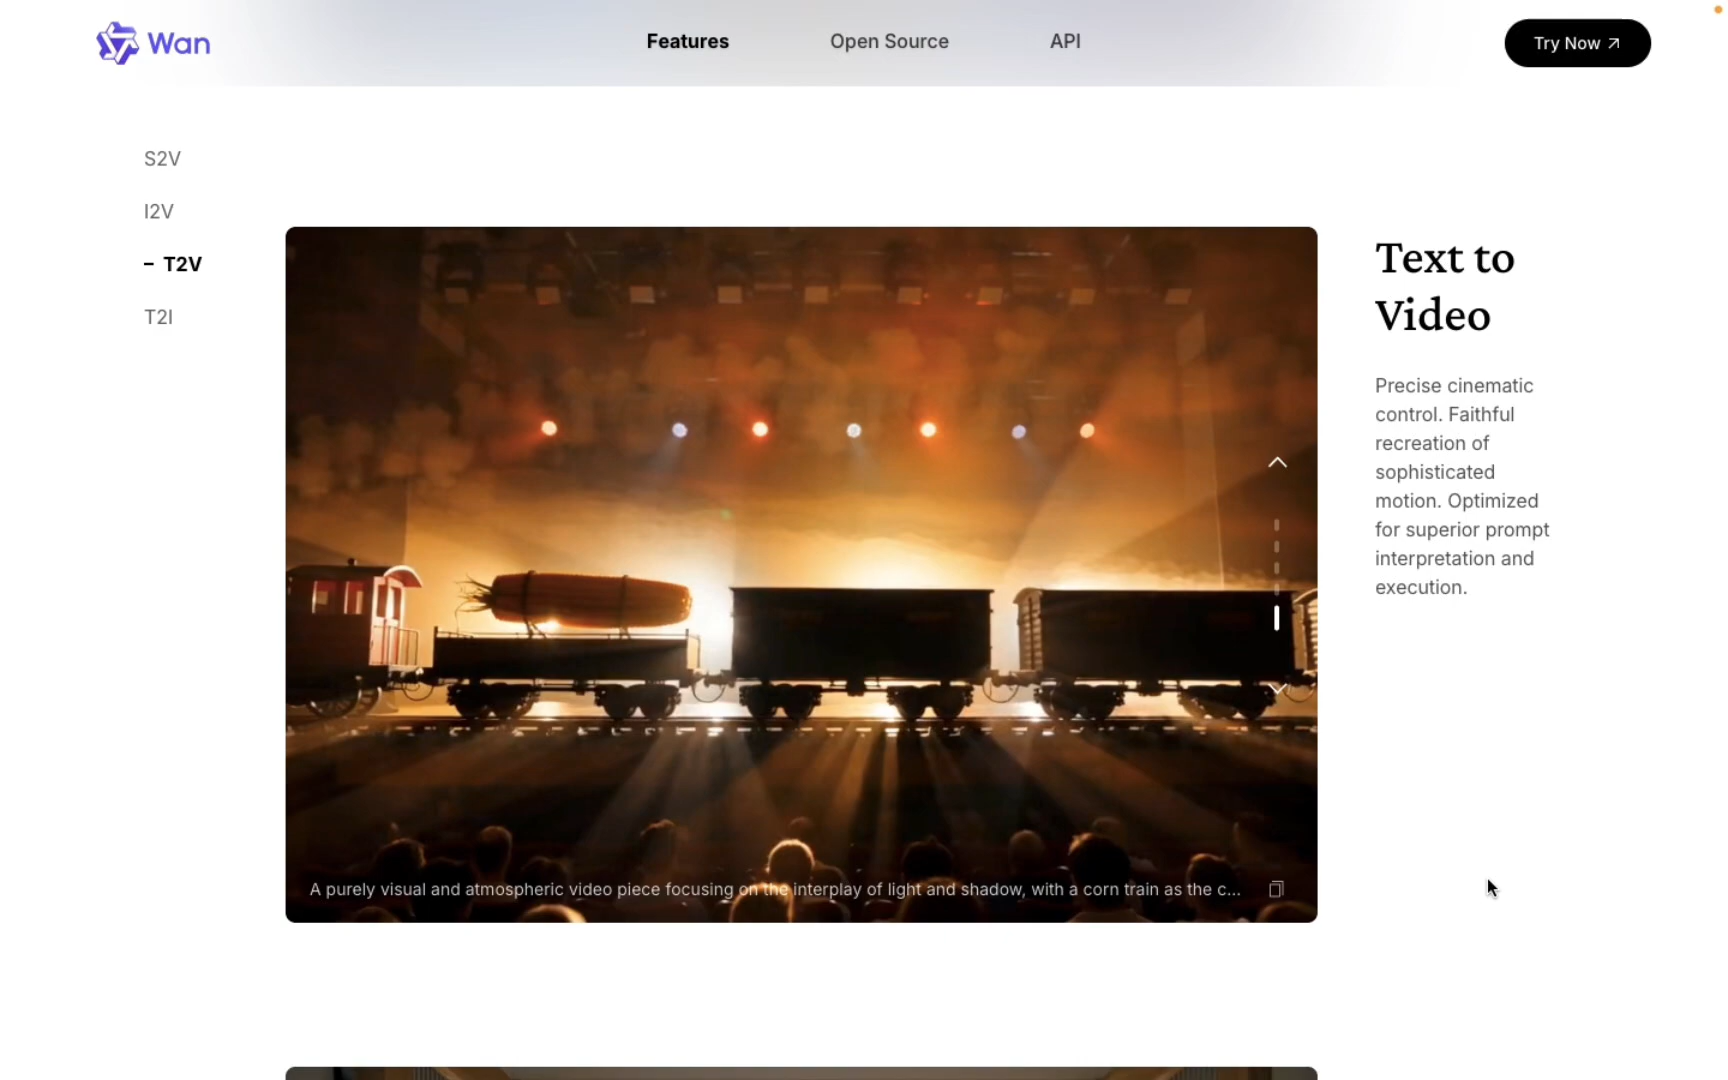 Wan
Features
Open Source
API
Try Now
S2V
I2V
T2V
T2I
Text to
Video
Precise cinematic
control. Faithful
recreation of
sophisticated
motion. Optimized
for superior prompt
interpretation and
execution.
A purely visual and atmospheric video piece focusing on the interplay of light and shadow, with a corn train as the c...